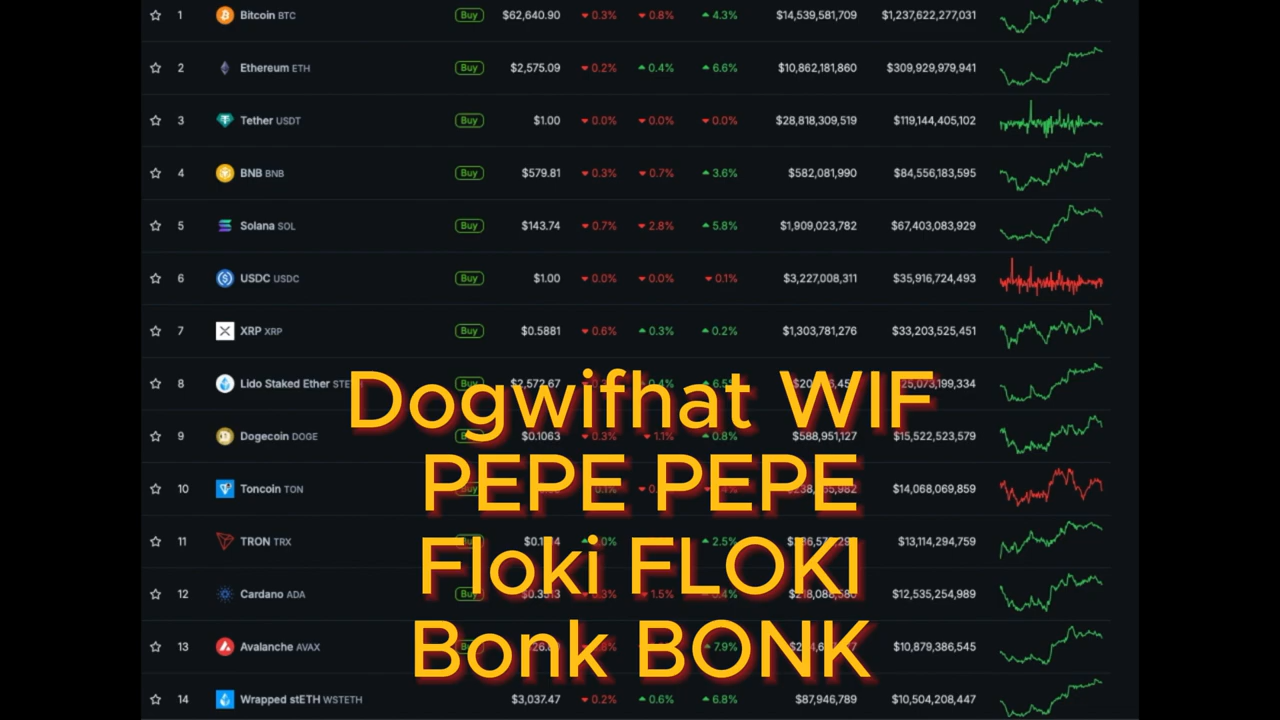 1 Bitcoin BTC Buy $62,640.90 0.3% 0.8% 4.3% $14,539,581,709 $1,237,622,277,031
2 Ethereum ETH Buy $2,575.09 0.2% 0.4% 6.6% $10,862,181,860 $309,929,979,941
3 Tether USDT Buy $1.00 0.0% 0.0% 0.0% $28,818,309,519 $119,144,405,102
4 BNB BNB Buy $579.81 0.3% 0.7% 3.6% $582,081,990 $84,556,183,595
5 Solana SOL Buy $143.74 0.7% 2.8% 5.8% $1,909,023,782 $67,403,083,929
6 USDC USDC Buy $1.00 0.0% 0.0% 0.1% $3,227,008,311 $35,916,724,493
7 XRP XRP Buy $0.5881 0.6% 0.3% 0.2% $1,303,781,276 $33,203,525,451
8 Lido Staked Ether Buy $2,572.67
Dogwifhat WIF
9 Dogecoin DOGE $0.1063 0.3% 1.1% 0.8% $588,951,127 $15,522,523,579
PEPE PEPE
10 Toncoin TON $14,068,069,859
11 TRON TRX 2.5% $13,114,294,759
Floki FLOKI
12 Cardano ADA Buy 1.5% $12,535,254,989
13 Avalanche AVAX 7.9% $10,879,386,545
Bonk BONK
14 Wrapped stETH WSTETH Buy $3,037.47 0.2% 0.6% 6.8% $87,946,789 $10,504,208,447